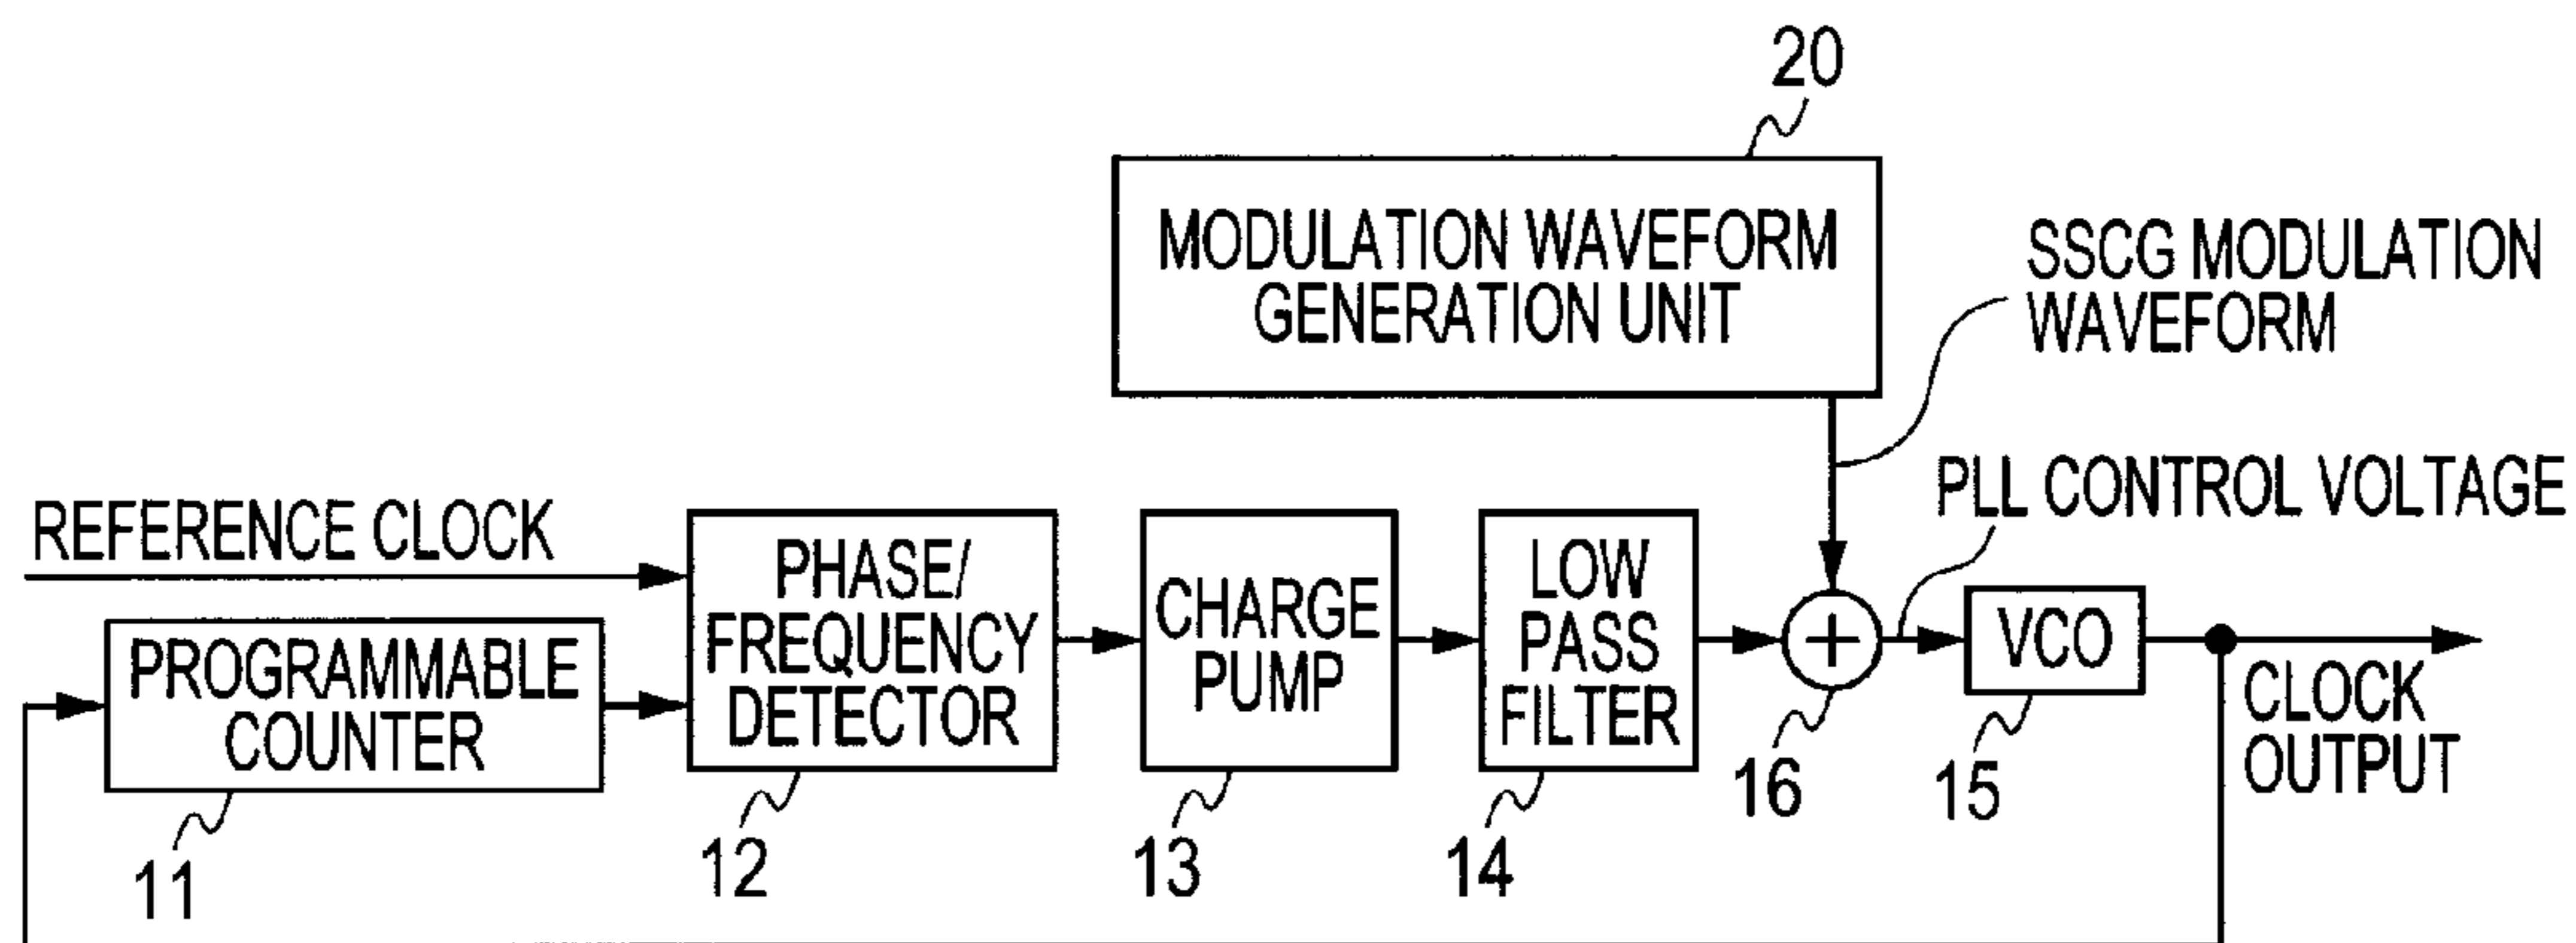 20
MODULATION WAVEFORM
GENERATION UNIT
SSCG MODULATION
WAVEFORM
PLL CONTROL VOLTAGE
REFERENCE CLOCK
PROGRAMMABLE
COUNTER
PHASE/
FREQUENCY
DETECTOR
CHARGE
PUMP
LOW
PASS
FILTER
+
VCO
CLOCK
OUTPUT
11
12
13
14
16
15